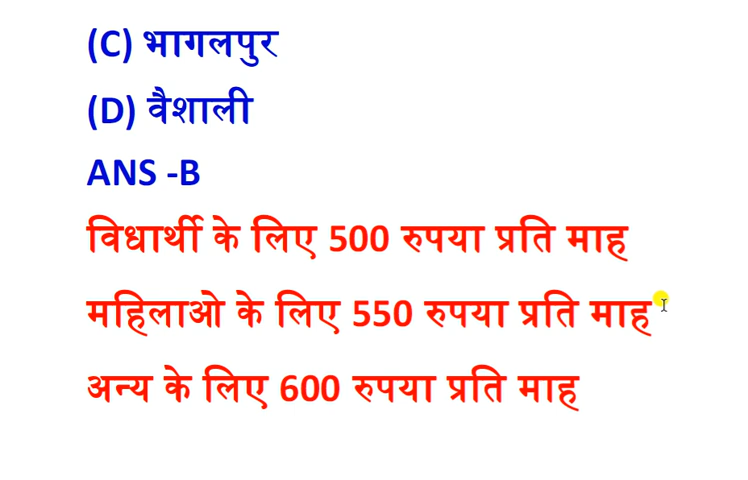 (C) भागलपुर
(D) वैशाली
ANS -B
विधार्थी के लिए 500 रुपया प्रति माह
महिलाओ के लिए 550 रुपया प्रति माह
अन्य के लिए 600 रुपया प्रति माह